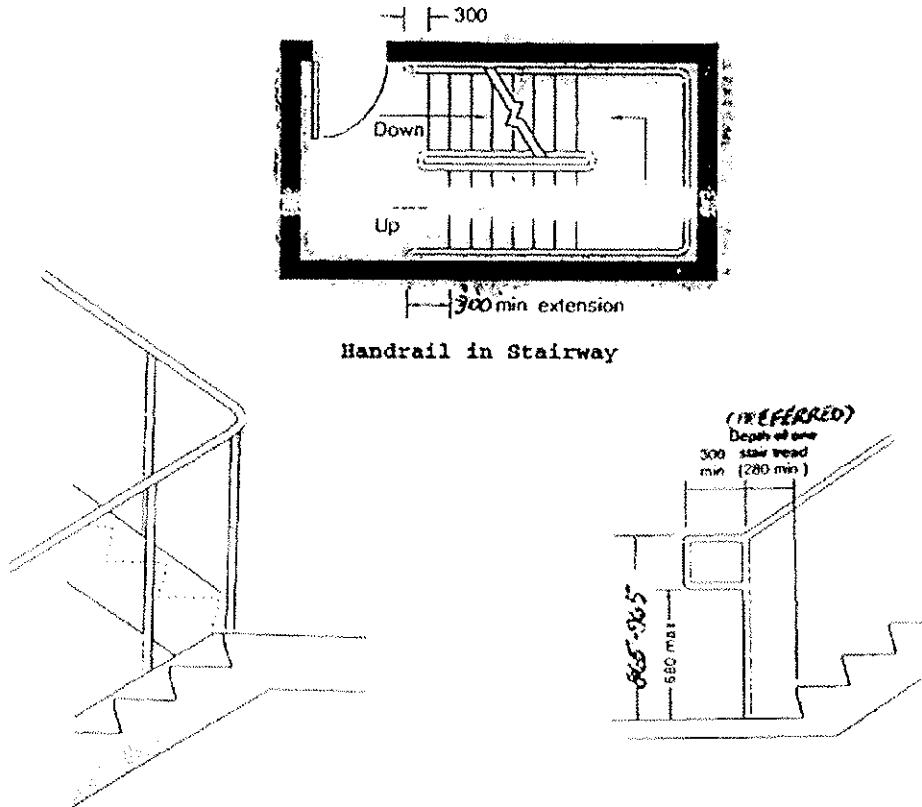 300
Down
Up
300 min extension
Handrail in Stairway
(PREFERRED)
Depth of one
300 stair tread
min (280 min)
865-965
680 max